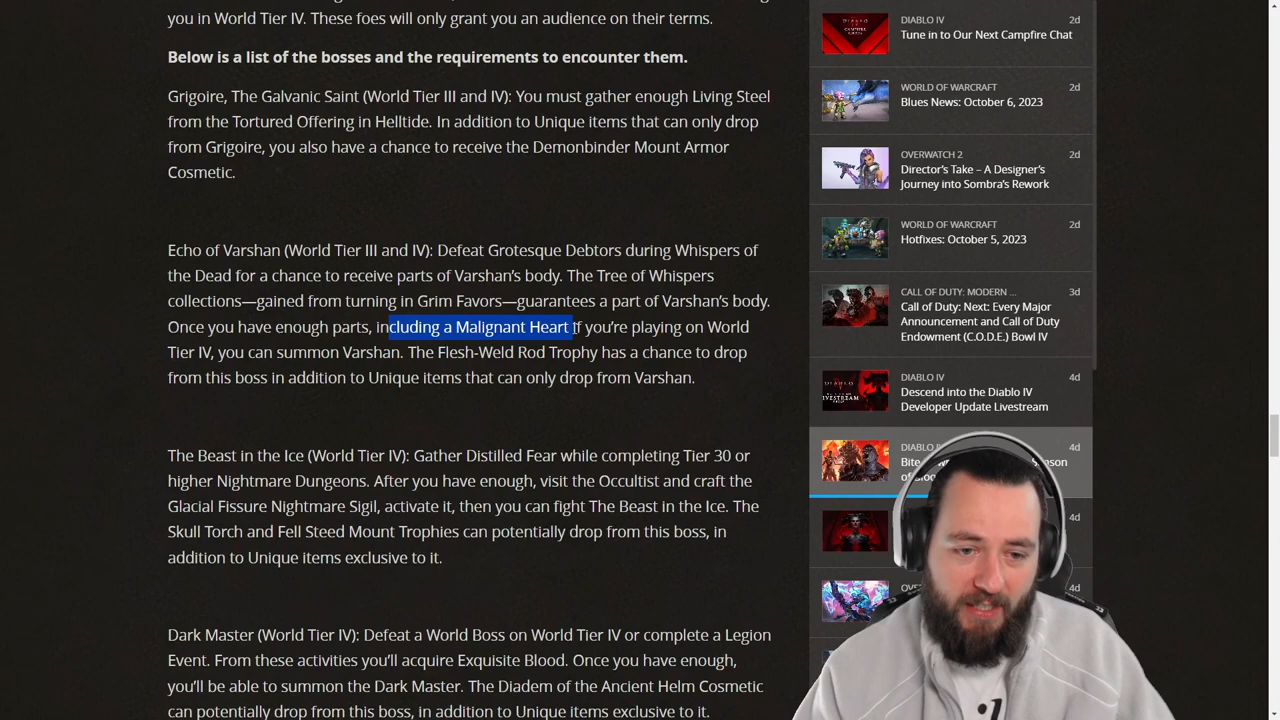 you in World Tier IV. These foes will only grant you an audience on their terms.
Below is a list of the bosses and the requirements to encounter them.
Grigoire, The Galvanic Saint (World Tier III and IV): You must gather enough Living Steel
from the Tortured Offering in Helltide. In addition to Unique items that can only drop
from Grigoire, you also have a chance to receive the Demonbinder Mount Armor
Cosmetic.
Echo of Varshan (World Tier III and IV): Defeat Grotesque Debtors during Whispers of
the Dead for a chance to receive parts of Varshan's body. The Tree of Whispers
collections—gained from turning in Grim Favors—guarantees a part of Varshan's body.
Once you have enough parts, including a Malignant Heart if you're playing on World
Tier IV, you can summon Varshan. The Flesh-Weld Rod Trophy has a chance to drop
from this boss in addition to Unique items that can only drop from Varshan.
The Beast in the Ice (World Tier IV): Gather Distilled Fear while completing Tier 30 or
higher Nightmare Dungeons. After you have enough, visit the Occultist and craft the
Glacial Fissure Nightmare Sigil, activate it, then you can fight The Beast in the Ice. The
Skull Torch and Fell Steed Mount Trophies can potentially drop from this boss, in
addition to Unique items exclusive to it.
Dark Master (World Tier IV): Defeat a World Boss on World Tier IV or complete a Legion
Event. From these activities you'll acquire Exquisite Blood. Once you have enough,
you'll be able to summon the Dark Master. The Diadem of the Ancient Helm Cosmetic
can potentially drop from this boss, in addition to Unique items exclusive to it.
DIABLO IV 2d
Tune in to Our Next Campfire Chat
WORLD OF WARCRAFT 2d
Blues News: October 6, 2023
OVERWATCH 2 2d
Director's Take – A Designer's
Journey into Sombra's Rework
WORLD OF WARCRAFT 2d
Hotfixes: October 5, 2023
CALL OF DUTY: MODERN ... 3d
Call of Duty: Next: Every Major
Announcement and Call of Duty
Endowment (C.O.D.E.) Bowl IV
DIABLO IV 4d
Descend into the Diablo IV
Developer Update Livestream
4d
Bite
4d
4d